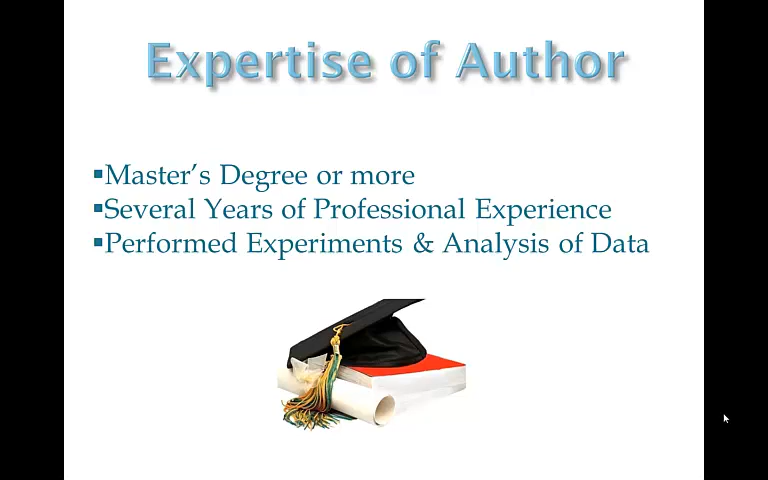 Expertise of Author
▪Master's Degree or more
▪Several Years of Professional Experience
▪Performed Experiments & Analysis of Data